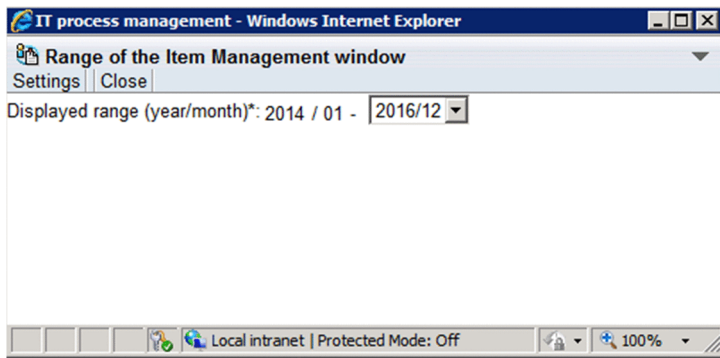 IT process management - Windows Internet Explorer
Range of the Item Management window
Settings Close
Displayed range (year/month)*: 2014 / 01 - 2016/12
Local intranet | Protected Mode: Off 100%